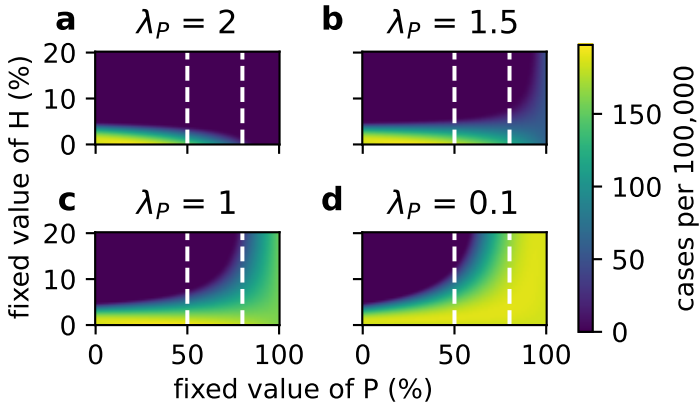 a λP = 2
b λP = 1.5
20
10
0
c λP = 1
d λP = 0.1
20
10
0
0 50 100
0 50 100
fixed value of P (%)
fixed value of H (%)
150
100
50
0
cases per 100,000